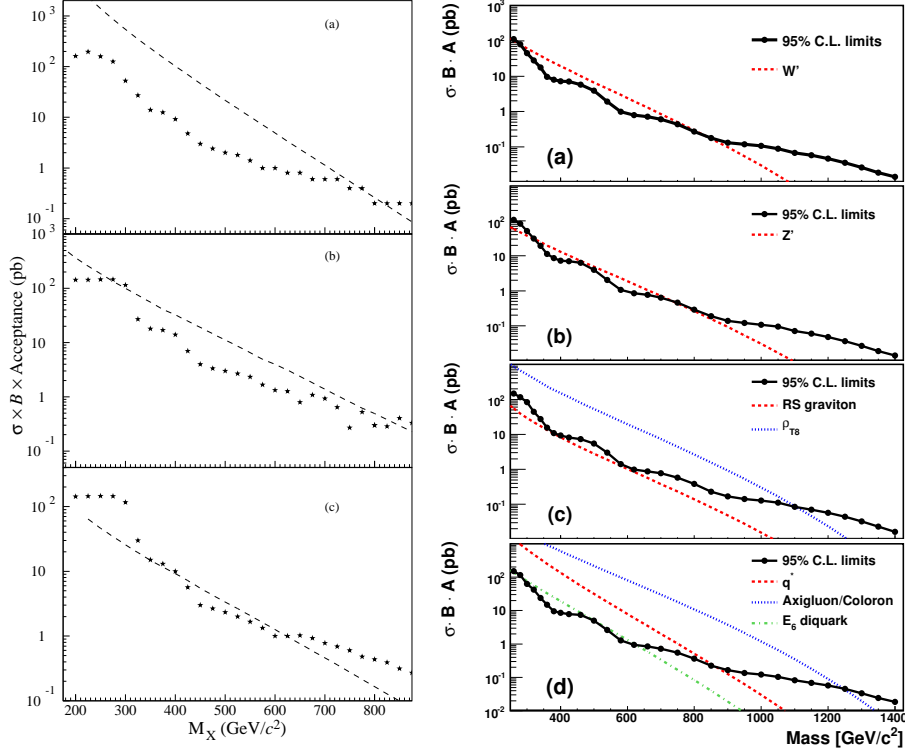 (a)
10³
10²
10
1
10⁻¹
(b)
10³
10²
10
1
10⁻¹
σ × B × Acceptance (pb)
(c)
10²
10
1
10⁻¹
200 300 400 500 600 700 800
M_X (GeV/c²)
σ· B · A (pb)
10³
10²
10
1
10⁻¹
10⁻²
95% C.L. limits
W'
(a)
σ· B · A (pb)
10²
10
1
10⁻¹
95% C.L. limits
Z'
(b)
σ· B · A (pb)
10²
10
1
10⁻¹
95% C.L. limits
RS graviton
ρ_T8
(c)
σ· B · A (pb)
10²
10
1
10⁻¹
10⁻²
95% C.L. limits
q*
Axigluon/Coloron
E₆ diquark
(d)
400 600 800 1000 1200 1400
Mass [GeV/c²]